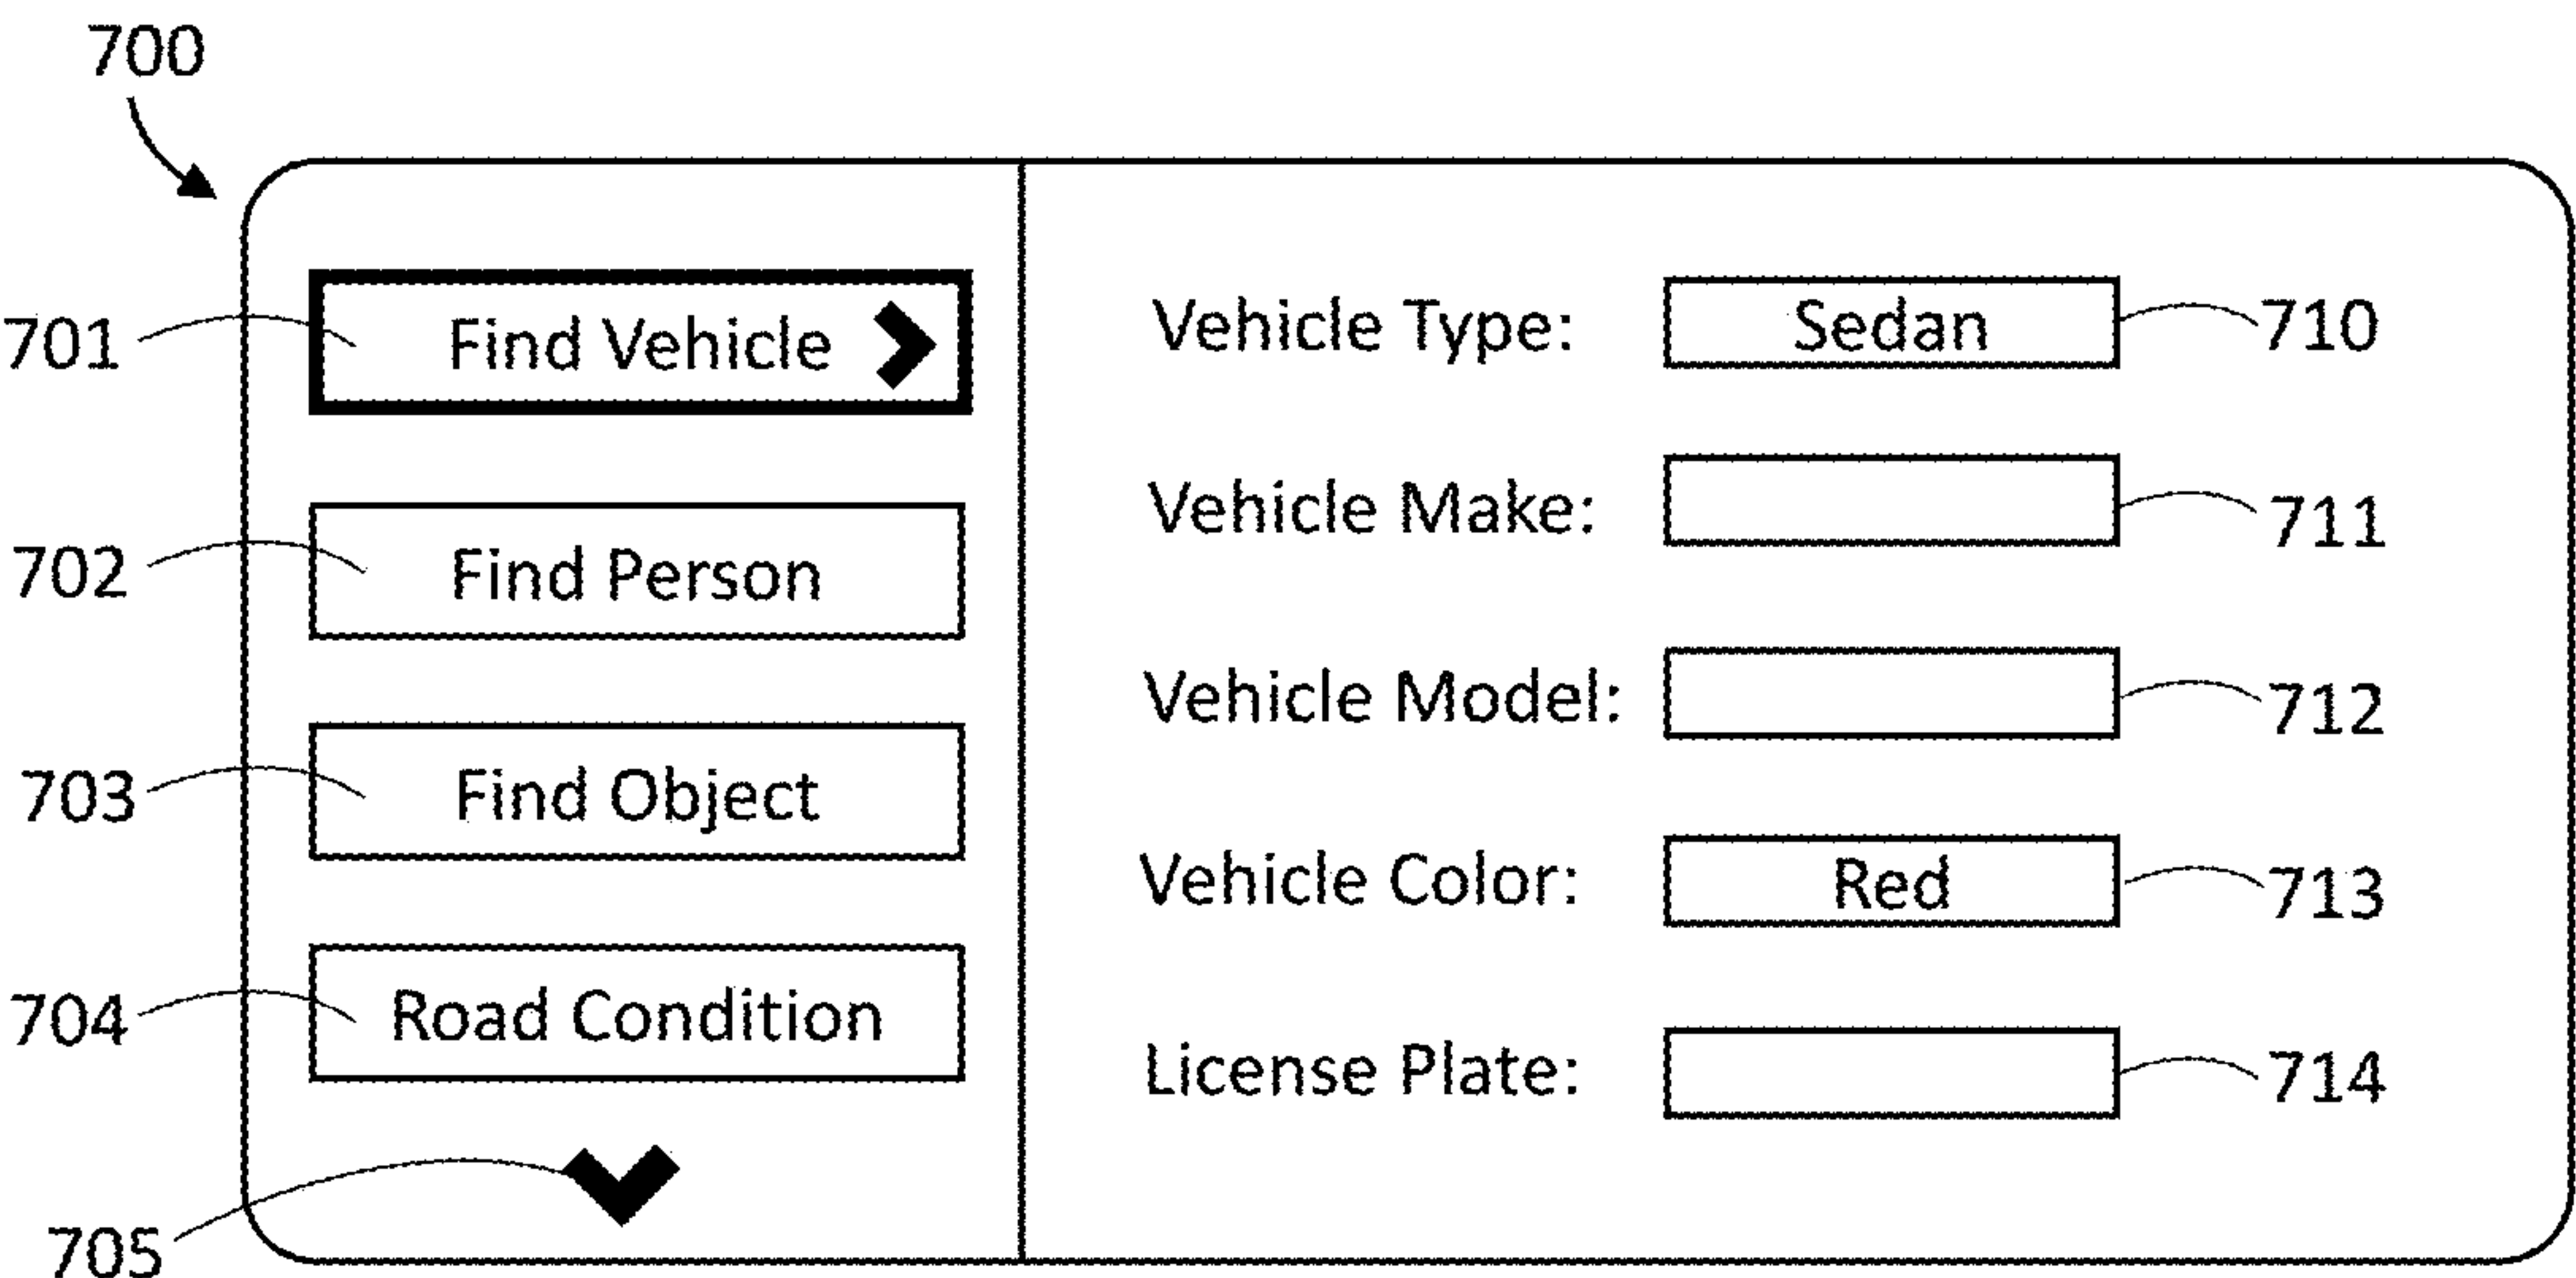 700
701 Find Vehicle
702 Find Person
703 Find Object
704 Road Condition
705
Vehicle Type: Sedan 710
Vehicle Make: 711
Vehicle Model: 712
Vehicle Color: Red 713
License Plate: 714